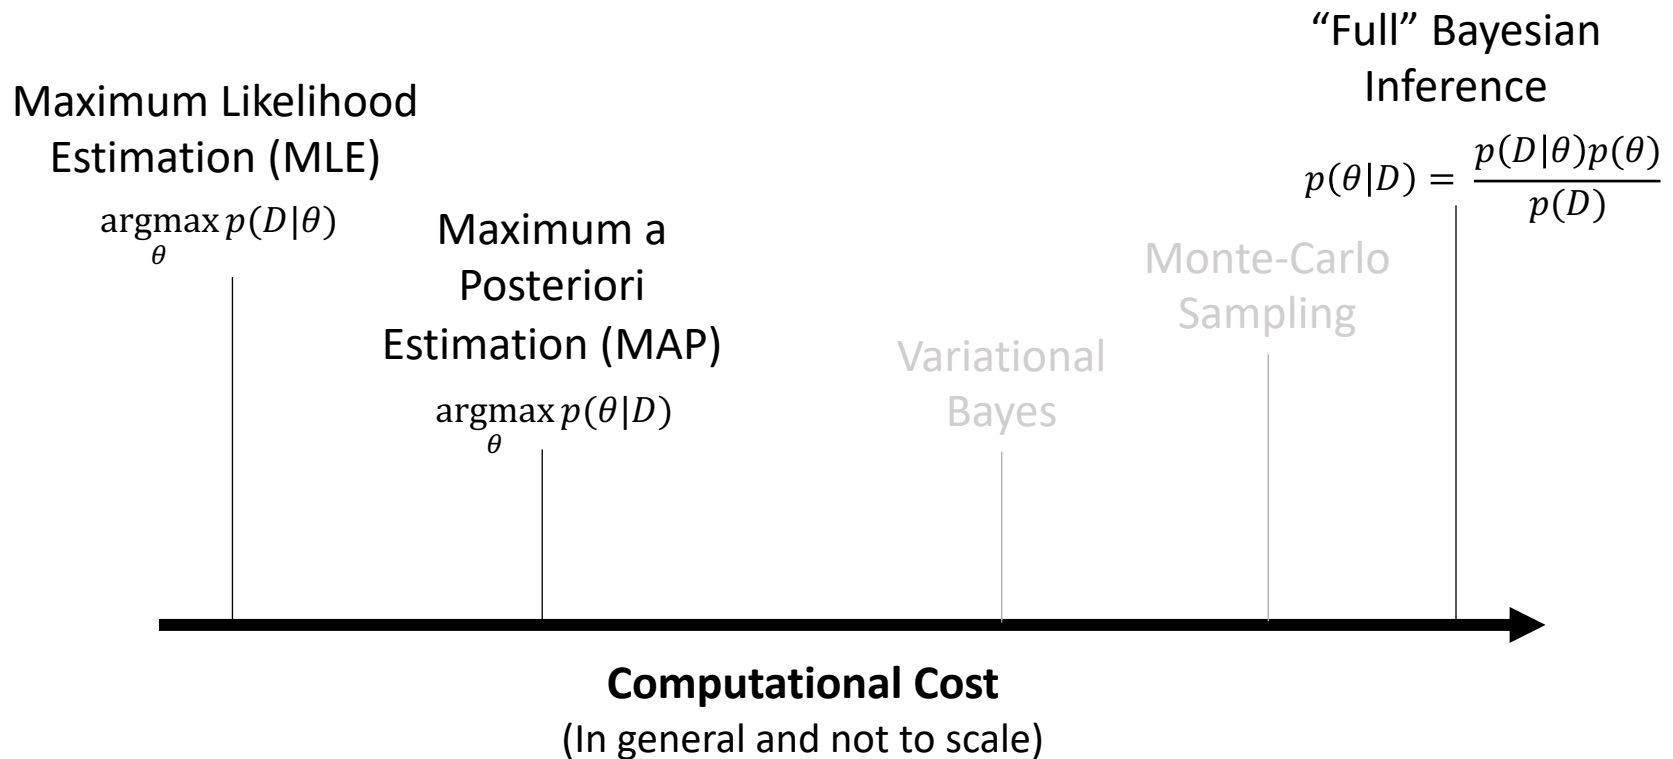 Maximum Likelihood
Estimation (MLE)
argmax p(D|θ)
θ
Maximum a
Posteriori
Estimation (MAP)
argmax p(θ|D)
θ
Variational
Bayes
Monte-Carlo
Sampling
“Full” Bayesian
Inference
p(θ|D) = p(D|θ)p(θ)
p(D)
Computational Cost
(In general and not to scale)